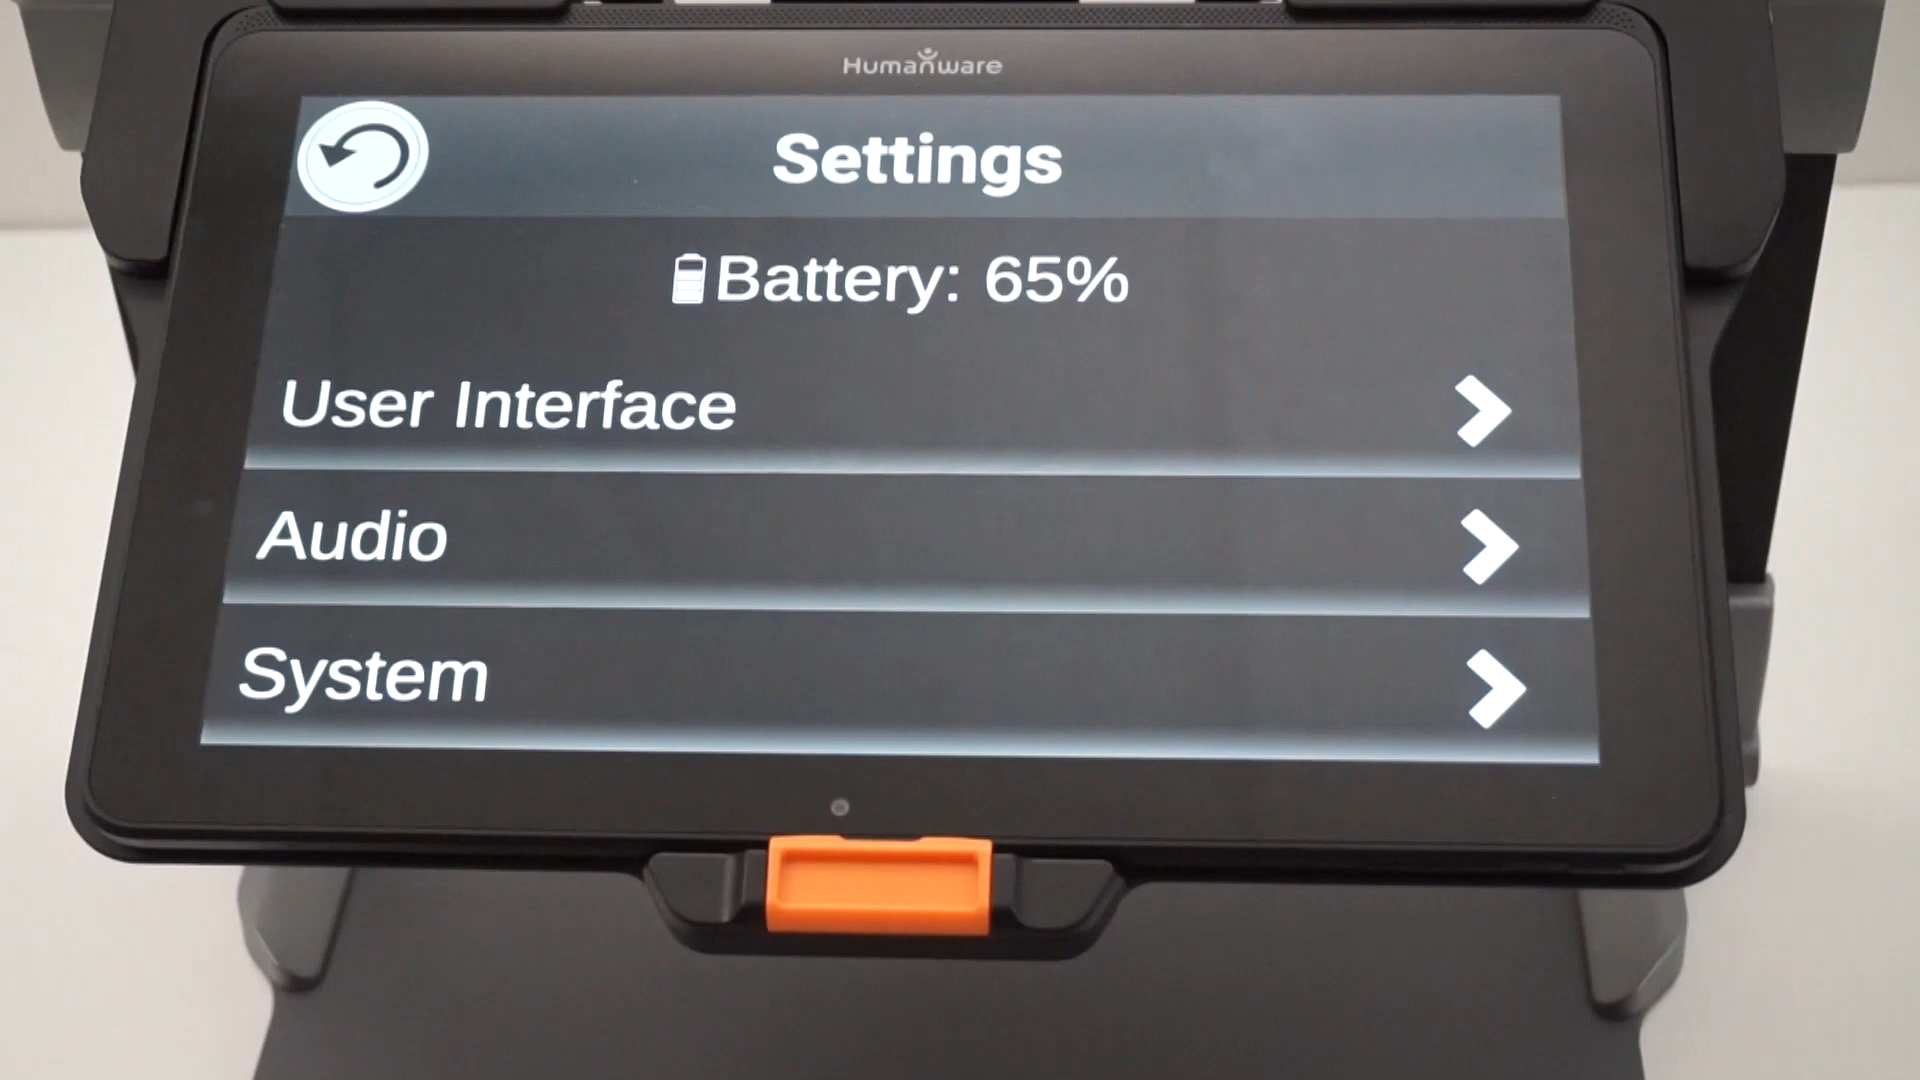 Humanware
Settings
Battery: 65%
User Interface
Audio
System